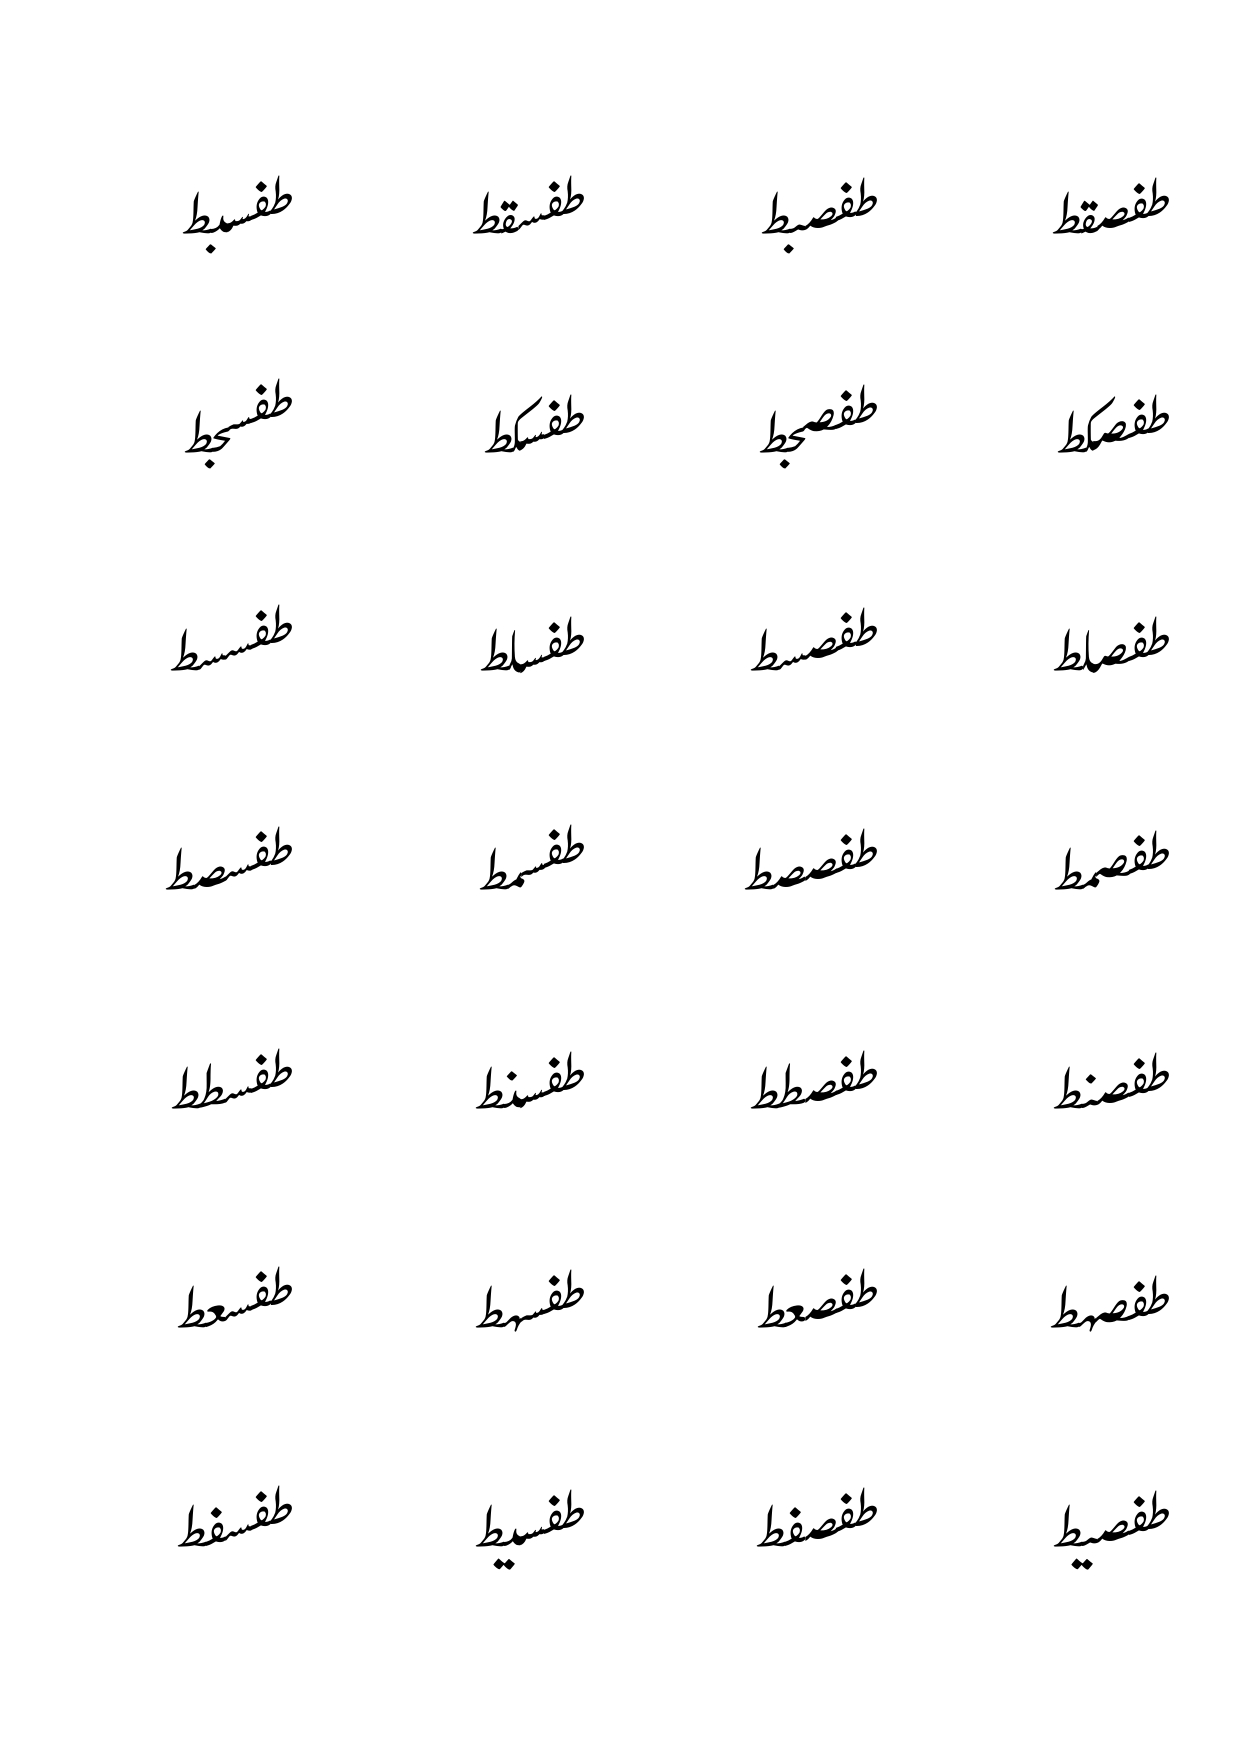 طفصقط طفصبط طفسقط طفسبط
طفصكط طفصجط طفسكط طفسجط
طفصلط طفصسط طفسلط طفسسط
طفصمط طفصصط طفسمط طفسصط
طفصنط طفصطط طفسنط طفسطط
طفصهط طفصعط طفسهط طفسعط
طفصيط طفصفط طفسيط طفسفط